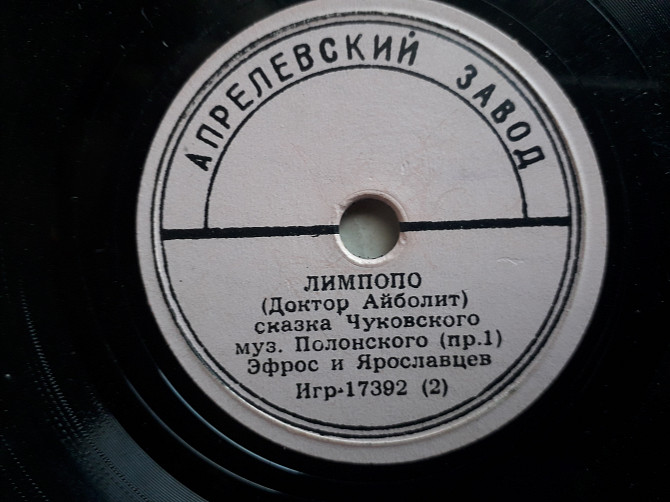 АПРЕЛЕВСКИЙ ЗАВОД
ЛИМПОПО
(Доктор Айболит)
сказка Чуковского
муз. Полонского (пр.1)
Эфрос и Ярославцев
Игр-17392 (2)